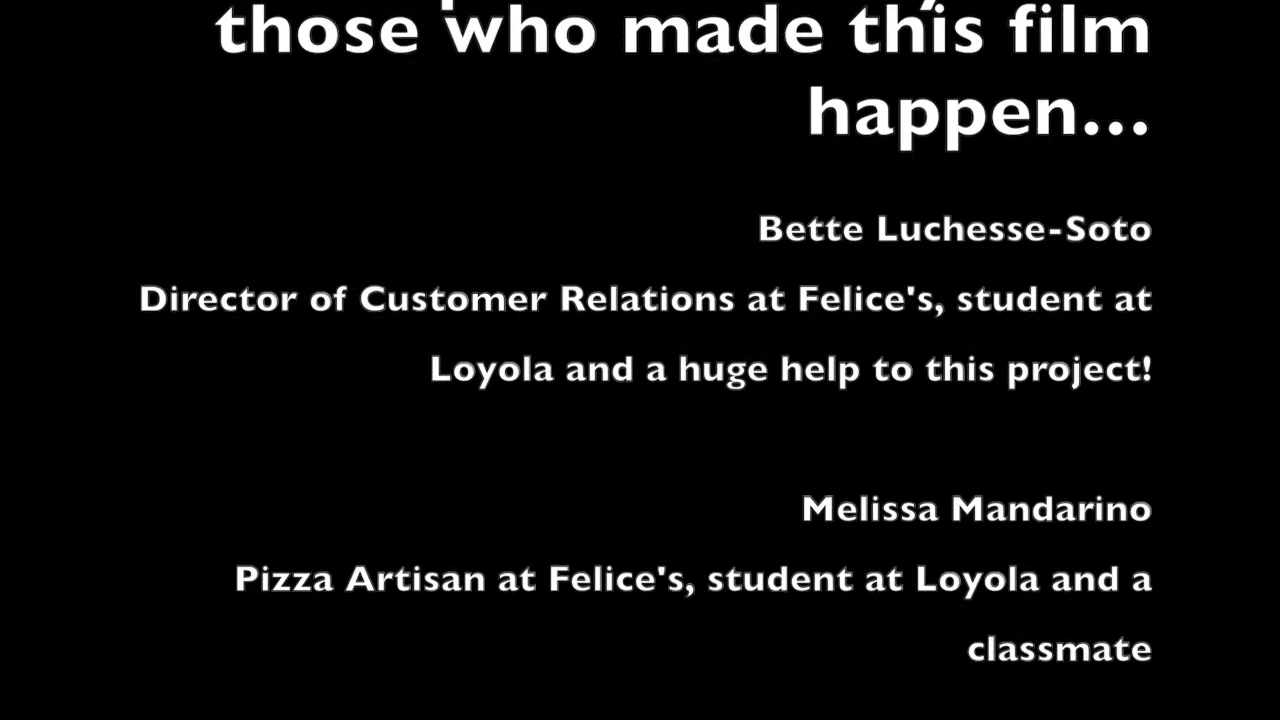 those who made this film
happen...
Bette Luchesse-Soto
Director of Customer Relations at Felice's, student at
Loyola and a huge help to this project!
Melissa Mandarino
Pizza Artisan at Felice's, student at Loyola and a
classmate